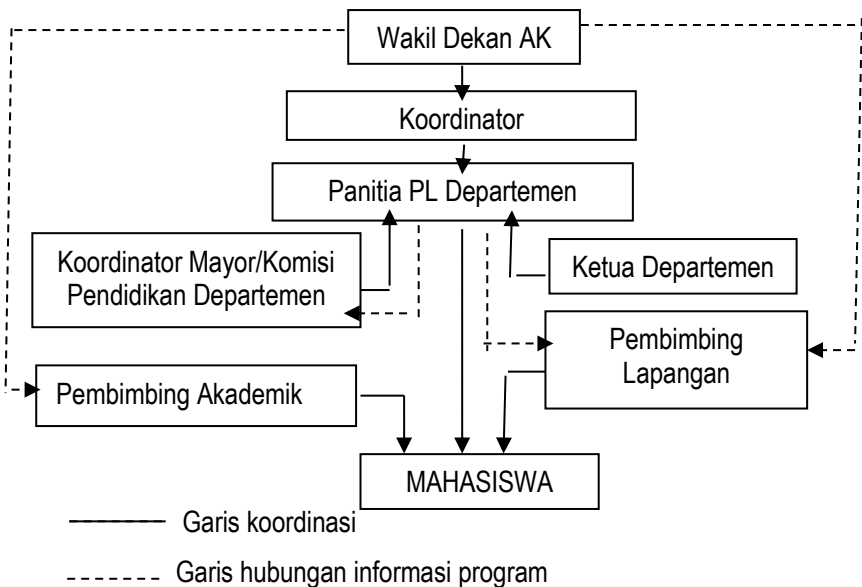 Wakil Dekan AK
Koordinator
Panitia PL Departemen
Koordinator Mayor/Komisi
Pendidikan Departemen
Ketua Departemen
Pembimbing
Lapangan
Pembimbing Akademik
MAHASISWA
Garis koordinasi
Garis hubungan informasi program